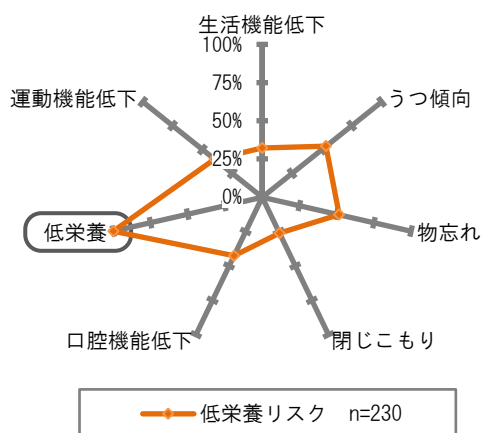 生活機能低下
100%
75%
50%
25%
0%
うつ傾向
物忘れ
閉じこもり
口腔機能低下
低栄養
運動機能低下
低栄養リスク n=230